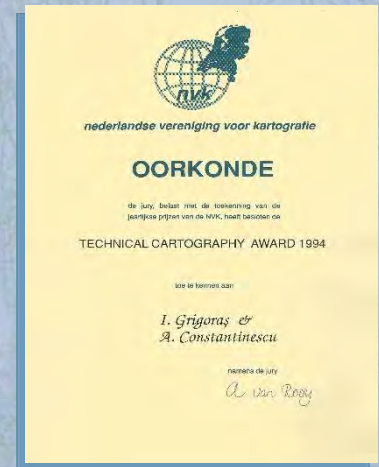 nvk
nederlandse vereniging voor kartografie
OORKONDE
de jury, belast met de toekenning van de
jaarlijkse prijzen van de NVK, heeft besloten de
TECHNICAL CARTOGRAPHY AWARD 1994
toe te kennen aan
I. Grigoraş &
A. Constantinescu
namens de jury
A van Rooy